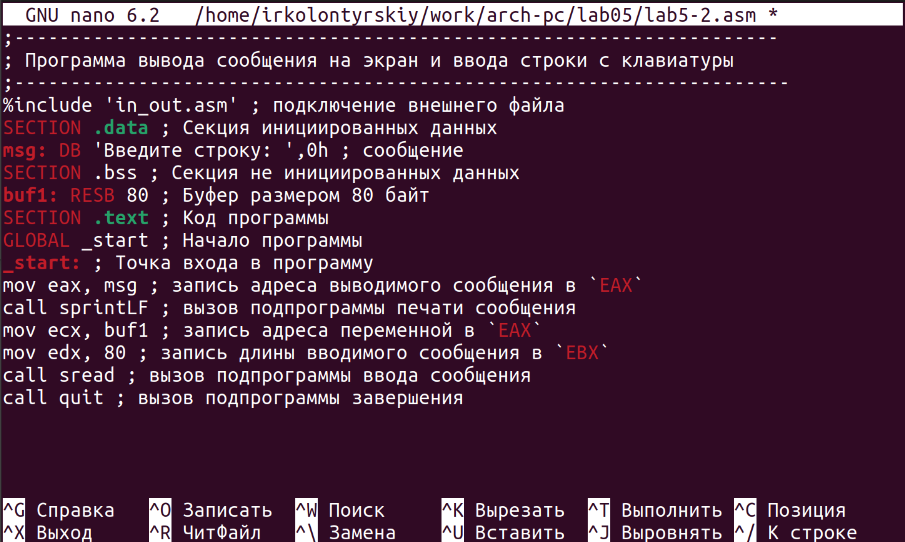 GNU nano 6.2 /home/irkolontyrskiy/work/arch-pc/lab05/lab5-2.asm *
;--------------------------------------------------------------------
; Программа вывода сообщения на экран и ввода строки с клавиатуры
;---------------------------------------------------------------------
%include 'in_out.asm' ; подключение внешнего файла
SECTION .data ; Секция инициированных данных
msg: DB 'Введите строку: ',0h ; сообщение
SECTION .bss ; Секция не инициированных данных
buf1: RESB 80 ; Буфер размером 80 байт
SECTION .text ; Код программы
GLOBAL _start ; Начало программы
_start: ; Точка входа в программу
mov eax, msg ; запись адреса выводимого сообщения в `EAX`
call sprintLF ; вызов подпрограммы печати сообщения
mov ecx, buf1 ; запись адреса переменной в `EAX`
mov edx, 80 ; запись длины вводимого сообщения в `EBX`
call sread ; вызов подпрограммы ввода сообщения
call quit ; вызов подпрограммы завершения
^G Справка ^O Записать ^W Поиск ^K Вырезать ^T Выполнить ^C Позиция
^X Выход ^R ЧитФайл ^\ Замена ^U Вставить ^J Выровнять ^/ К строке